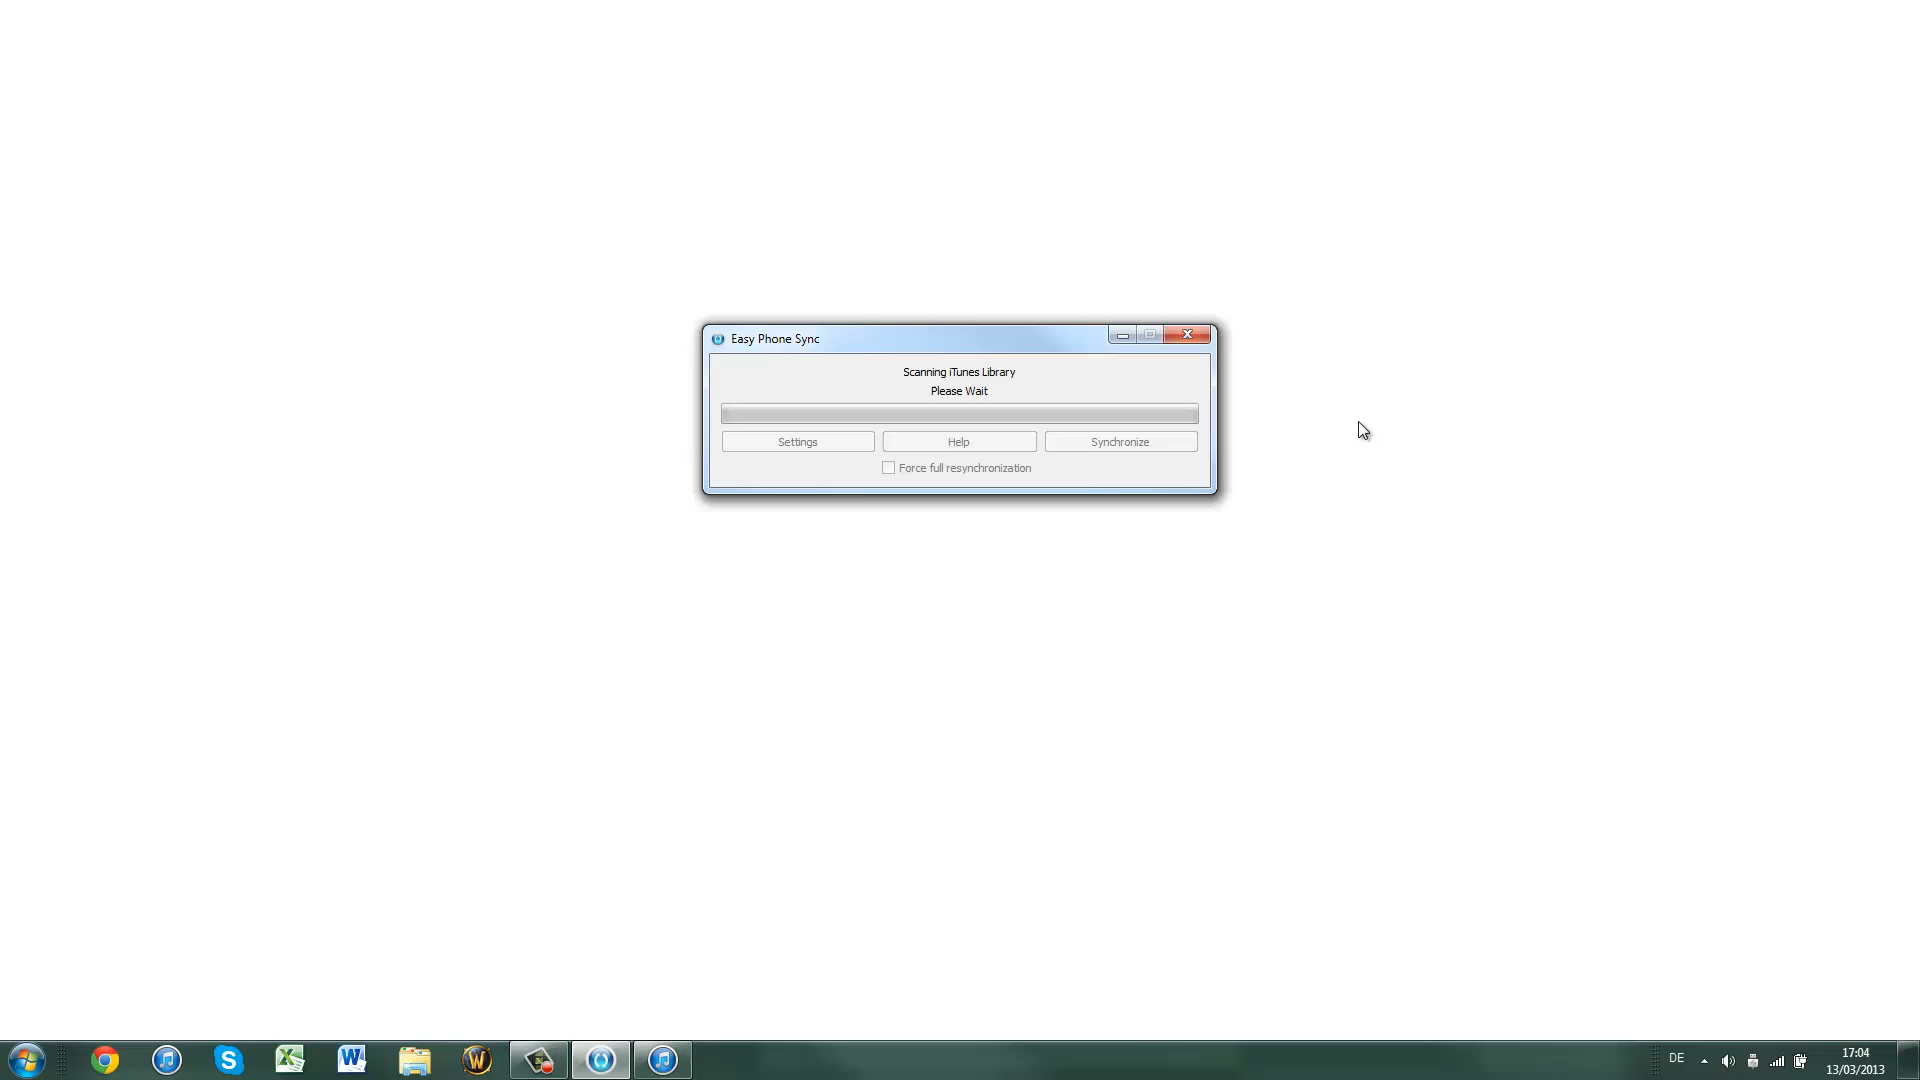 Easy Phone Sync
Scanning iTunes Library
Please Wait
Settings
Help
Synchronize
Force full resynchronization
DE
17:04
13/03/2013